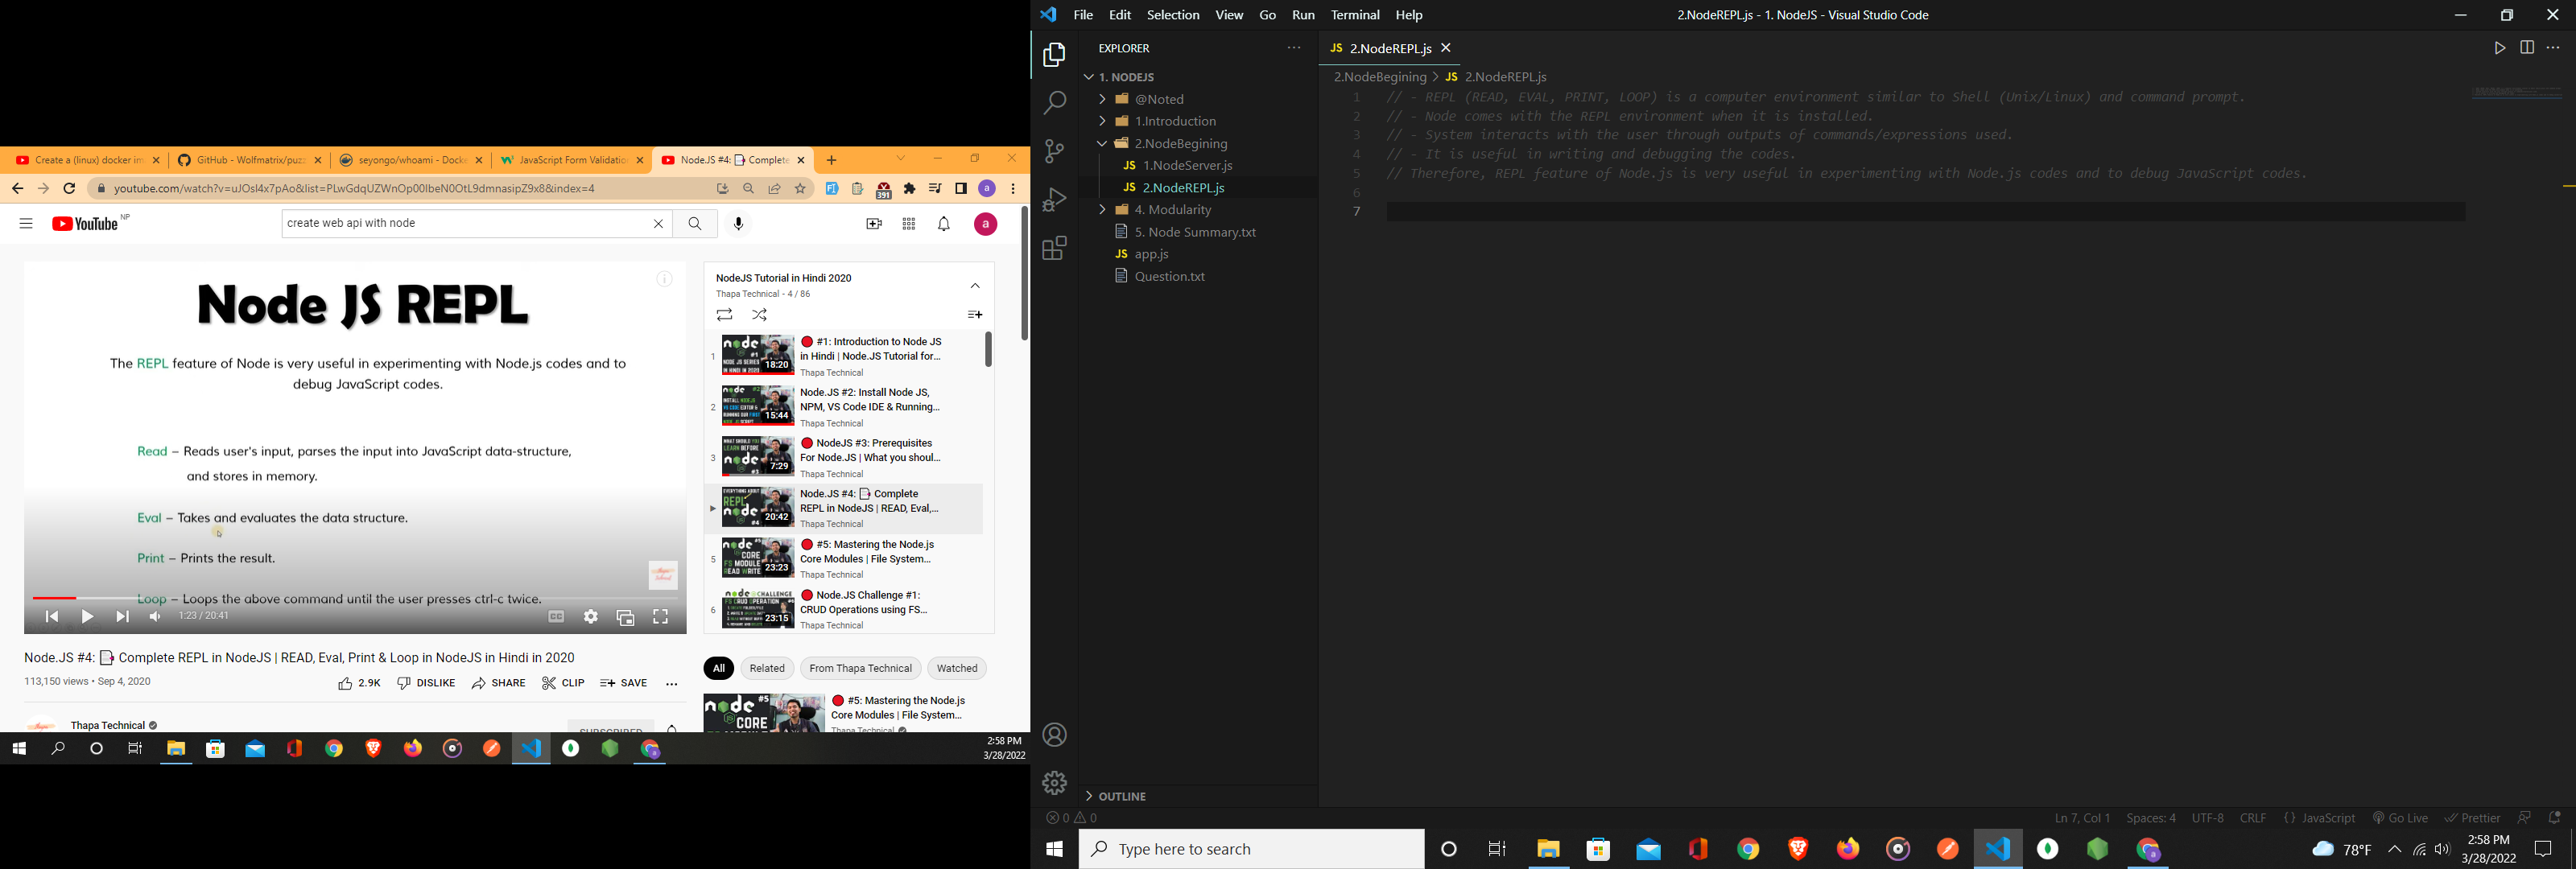 Create a (linux) docker im
GitHub - Wolfmatrix/puzz
seyongo/whoami - Docke
JavaScript Form Validatio
Node.JS #4: Complete
youtube.com/watch?v=uJOsI4x7pAo&list=PLwGdqUZWnOp00IbeN0OtL9dmnasipZ9x8&index=4
391
a
YouTube NP
create web api with node
a
Node JS REPL
The REPL feature of Node is very useful in experimenting with Node.js codes and to
debug JavaScript codes.
Read – Reads user's input, parses the input into JavaScript data-structure,
and stores in memory.
Eval – Takes and evaluates the data structure.
Print – Prints the result.
Loop – Loops the above command until the user presses ctrl-c twice.
1:23 / 20:41
CC
Node.JS #4: Complete REPL in NodeJS | READ, Eval, Print & Loop in NodeJS in Hindi in 2020
113,150 views • Sep 4, 2020
2.9K DISLIKE SHARE CLIP SAVE
Thapa Technical
SUBSCRIBED
NodeJS Tutorial in Hindi 2020
Thapa Technical - 4 / 86
1
18:20
#1: Introduction to Node JS
in Hindi | Node.JS Tutorial for...
Thapa Technical
2
15:44
Node.JS #2: Install Node JS,
NPM, VS Code IDE & Running...
Thapa Technical
3
7:29
NodeJS #3: Prerequisites
For Node.JS | What you shoul...
Thapa Technical
20:42
Node.JS #4: Complete
REPL in NodeJS | READ, Eval,...
Thapa Technical
5
23:23
#5: Mastering the Node.js
Core Modules | File System...
Thapa Technical
6
23:15
Node.JS Challenge #1:
CRUD Operations using FS...
Thapa Technical
All Related From Thapa Technical Watched
node #5
CORE
#5: Mastering the Node.js
Core Modules | File System...
Thapa Technical
2:58 PM
3/28/2022
File Edit Selection View Go Run Terminal Help
2.NodeREPL.js - 1. NodeJS - Visual Studio Code
EXPLORER
1. NODEJS
@Noted
1.Introduction
2.NodeBegining
JS 1.NodeServer.js
JS 2.NodeREPL.js
4. Modularity
5. Node Summary.txt
JS app.js
Question.txt
OUTLINE
JS 2.NodeREPL.js
2.NodeBegining > JS 2.NodeREPL.js
1 // - REPL (READ, EVAL, PRINT, LOOP) is a computer environment similar to Shell (Unix/Linux) and command prompt.
2 // - Node comes with the REPL environment when it is installed.
3 // - System interacts with the user through outputs of commands/expressions used.
4 // - It is useful in writing and debugging the codes.
5 // Therefore, REPL feature of Node.js is very useful in experimenting with Node.js codes and to debug JavaScript codes.
6
7
0 0
Ln 7, Col 1 Spaces: 4 UTF-8 CRLF {} JavaScript Go Live Prettier
Type here to search
78°F
2:58 PM
3/28/2022